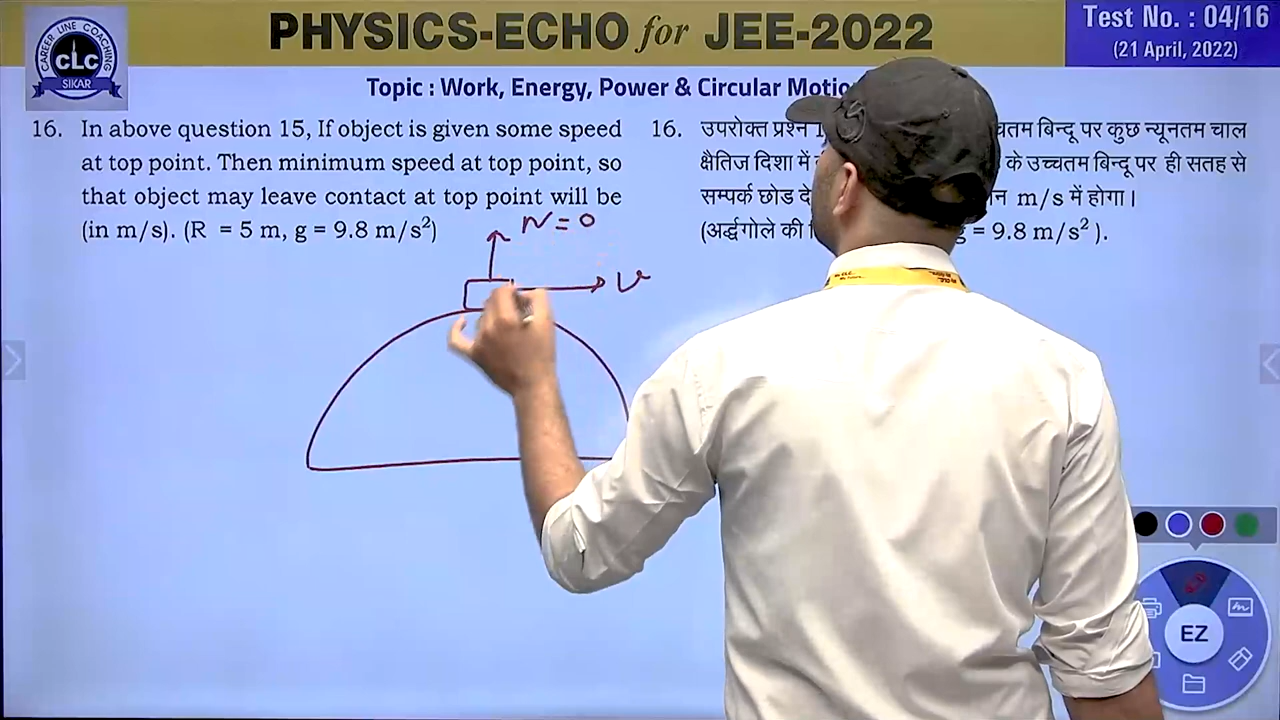 PHYSICS-ECHO for JEE-2022
Test No. : 04/16
(21 April, 2022)
CAREER LINE COACHING
CLC
SIKAR
Topic : Work, Energy, Power & Circular
16. In above question 15, If object is given some speed
at top point. Then minimum speed at top point, so
that object may leave contact at top point will be
(in m/s). (R = 5 m, g = 9.8 m/s²)
16. उपरोक्त प्रश्न बिन्दू पर कुछ न्यूनतम चाल
क्षैतिज दिशा में के उच्चतम बिन्दू पर ही सतह से
सम्पर्क छोड दे m/s में होगा।
(अर्द्धगोले की = 9.8 m/s² ).
N=0
v
EZ